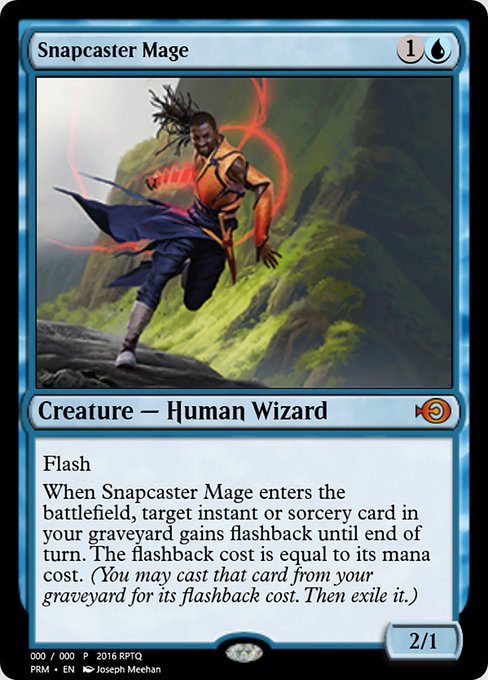 Snapcaster Mage 1
Creature — Human Wizard
Flash
When Snapcaster Mage enters the
battlefield, target instant or sorcery card in
your graveyard gains flashback until end of
turn. The flashback cost is equal to its mana
cost. (You may cast that card from your
graveyard for its flashback cost. Then exile it.)
2/1
000 / 000 P 2016 RPTQ
PRM • EN Joseph Meehan